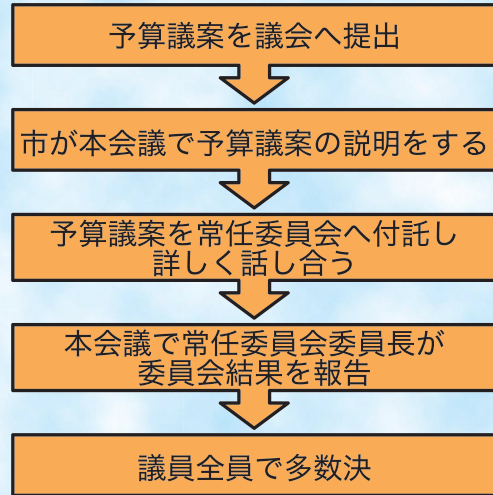 予算議案を議会へ提出
市が本会議で予算議案の説明をする
予算議案を常任委員会へ付託し
詳しく話し合う
本会議で常任委員会委員長が
委員会結果を報告
議員全員で多数決